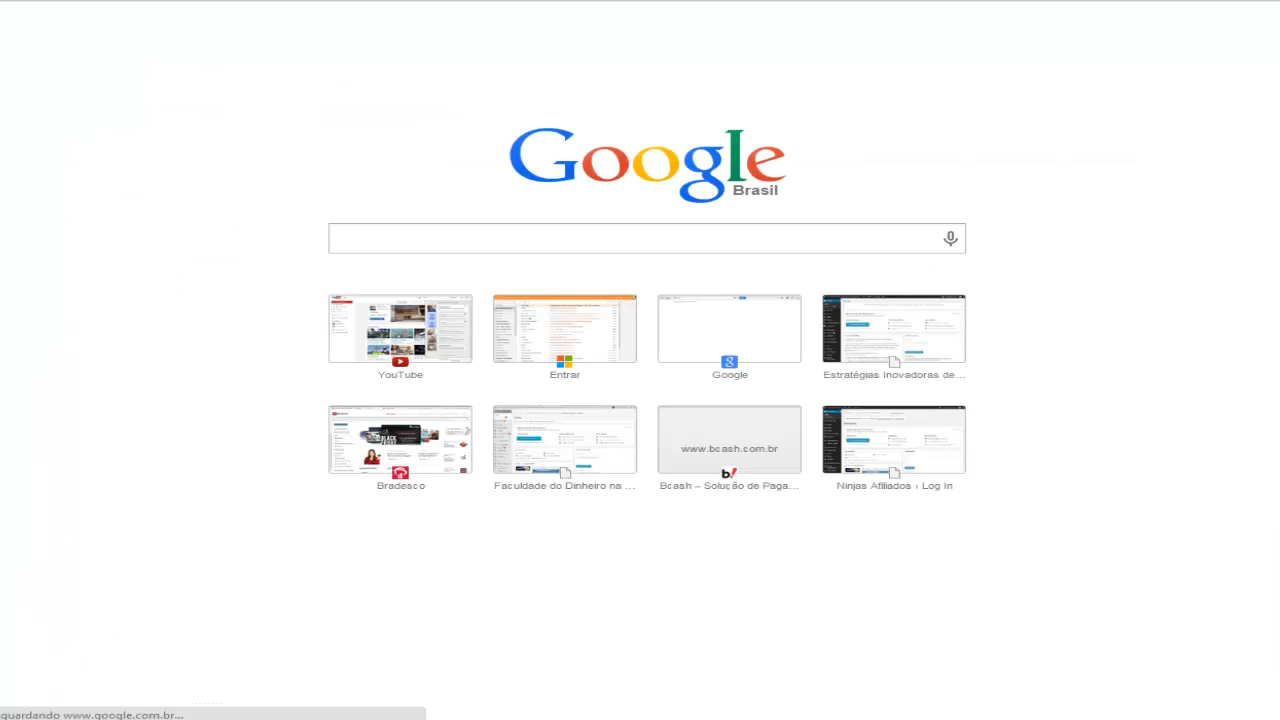 Google
Brasil
YouTube
Entrar
Google
Estratégias Inovadoras de...
www.bcash.com.br
Bradesco
Faculdade do Dinheiro na ...
Bcash – Solução de Paga...
Ninjas Afiliados › Log In
guardando www.google.com.br...